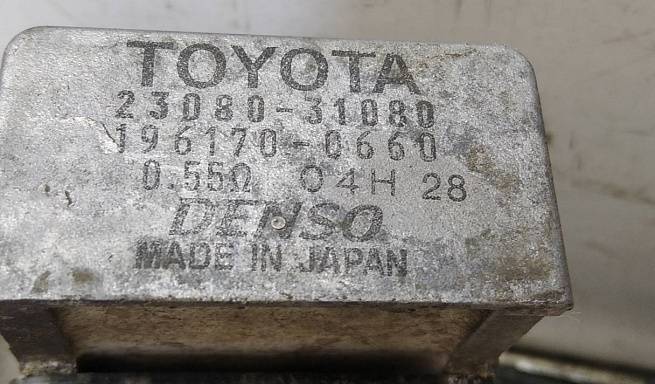 TOYOTA
23080-31080
196170-0660
0.55Ω 04H 28
DENSO
MADE IN JAPAN